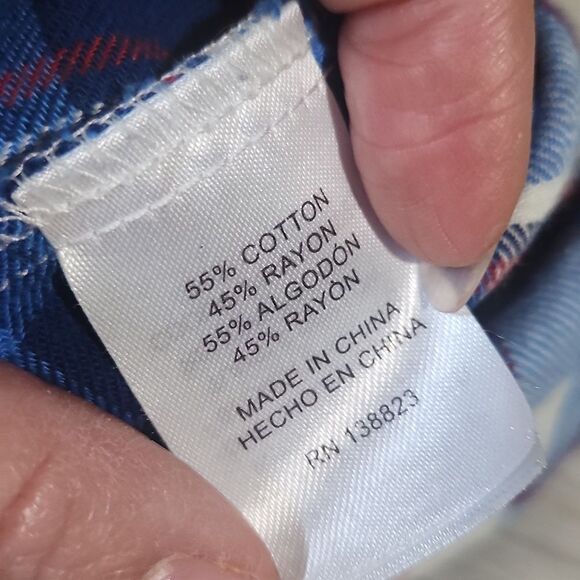 55% COTTON
45% RAYON
55% ALGODÓN
45% RAYÓN
MADE IN CHINA
HECHO EN CHINA
RN 138823